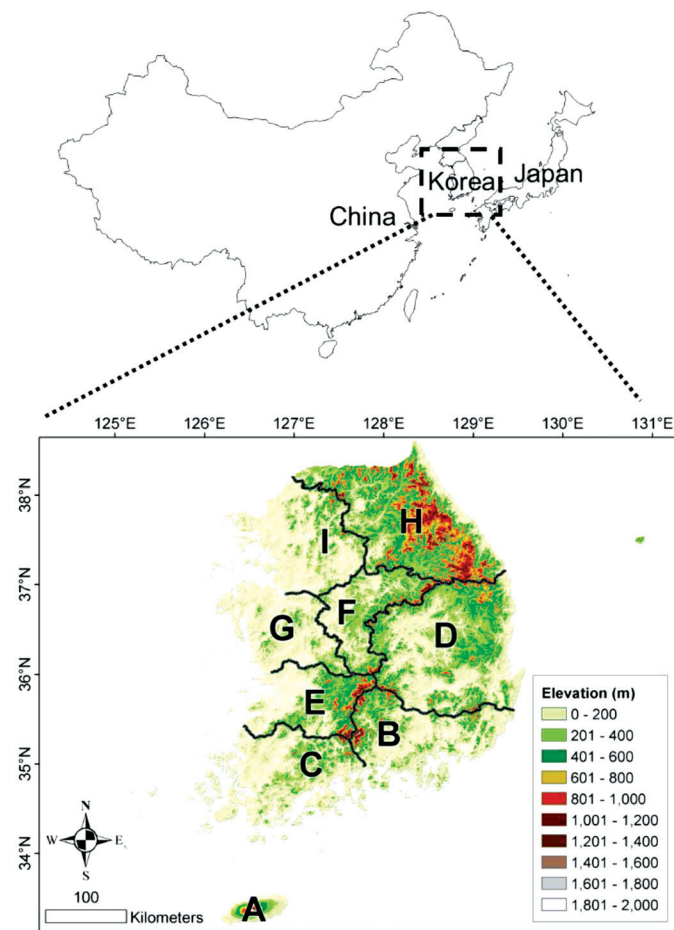 Korea
Japan
China
125°E 126°E 127°E 128°E 129°E 130°E 131°E
38°N
37°N
36°N
35°N
34°N
H
I
F
G
D
E
B
C
A
N
W E
S
100
Kilometers
Elevation (m)
0 - 200
201 - 400
401 - 600
601 - 800
801 - 1,000
1,001 - 1,200
1,201 - 1,400
1,401 - 1,600
1,601 - 1,800
1,801 - 2,000